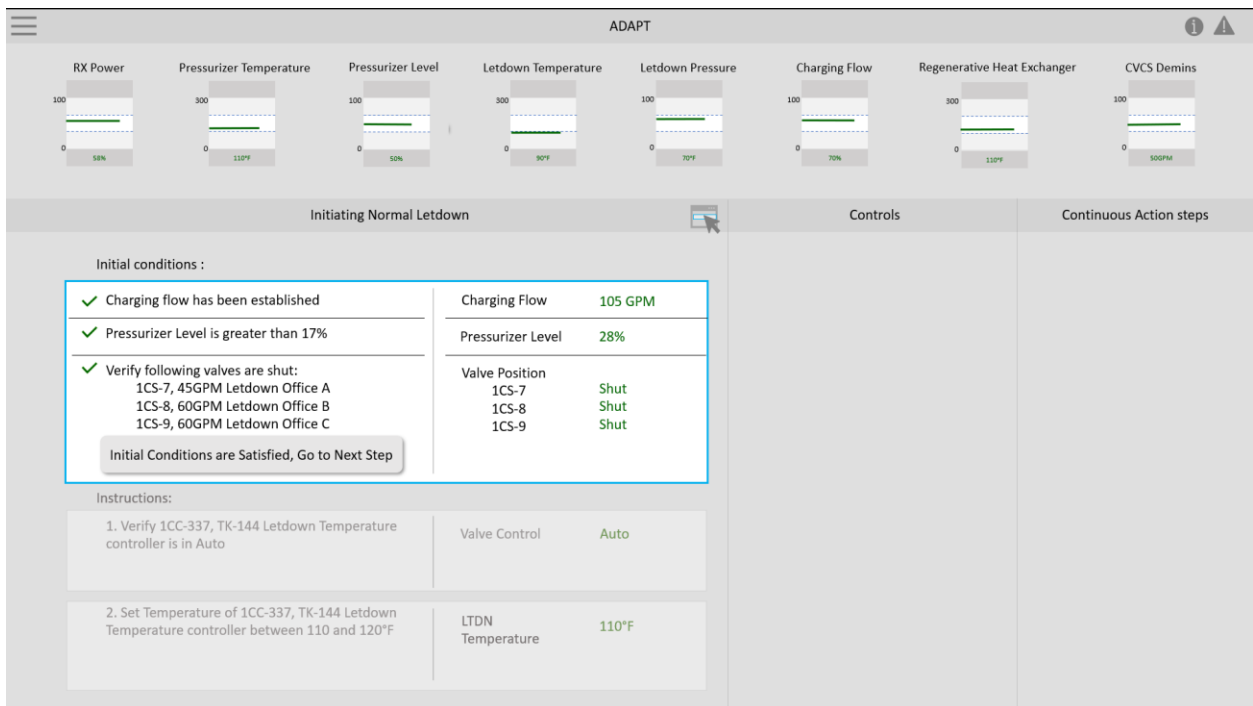 ADAPT
RX Power
Pressurizer Temperature
Pressurizer Level
Letdown Temperature
Letdown Pressure
Charging Flow
Regenerative Heat Exchanger
CVCS Demins
100
0
58%
300
0
110°F
100
0
50%
300
0
90°F
100
0
70°F
100
0
70%
300
0
110°F
100
0
50GPM
Initiating Normal Letdown
Controls
Continuous Action steps
Initial conditions :
Charging flow has been established
Charging Flow 105 GPM
Pressurizer Level is greater than 17%
Pressurizer Level 28%
Verify following valves are shut:
1CS-7, 45GPM Letdown Office A
1CS-8, 60GPM Letdown Office B
1CS-9, 60GPM Letdown Office C
Valve Position
1CS-7 Shut
1CS-8 Shut
1CS-9 Shut
Initial Conditions are Satisfied, Go to Next Step
Instructions:
1. Verify 1CC-337, TK-144 Letdown Temperature
controller is in Auto
Valve Control Auto
2. Set Temperature of 1CC-337, TK-144 Letdown
Temperature controller between 110 and 120°F
LTDN
Temperature
110°F